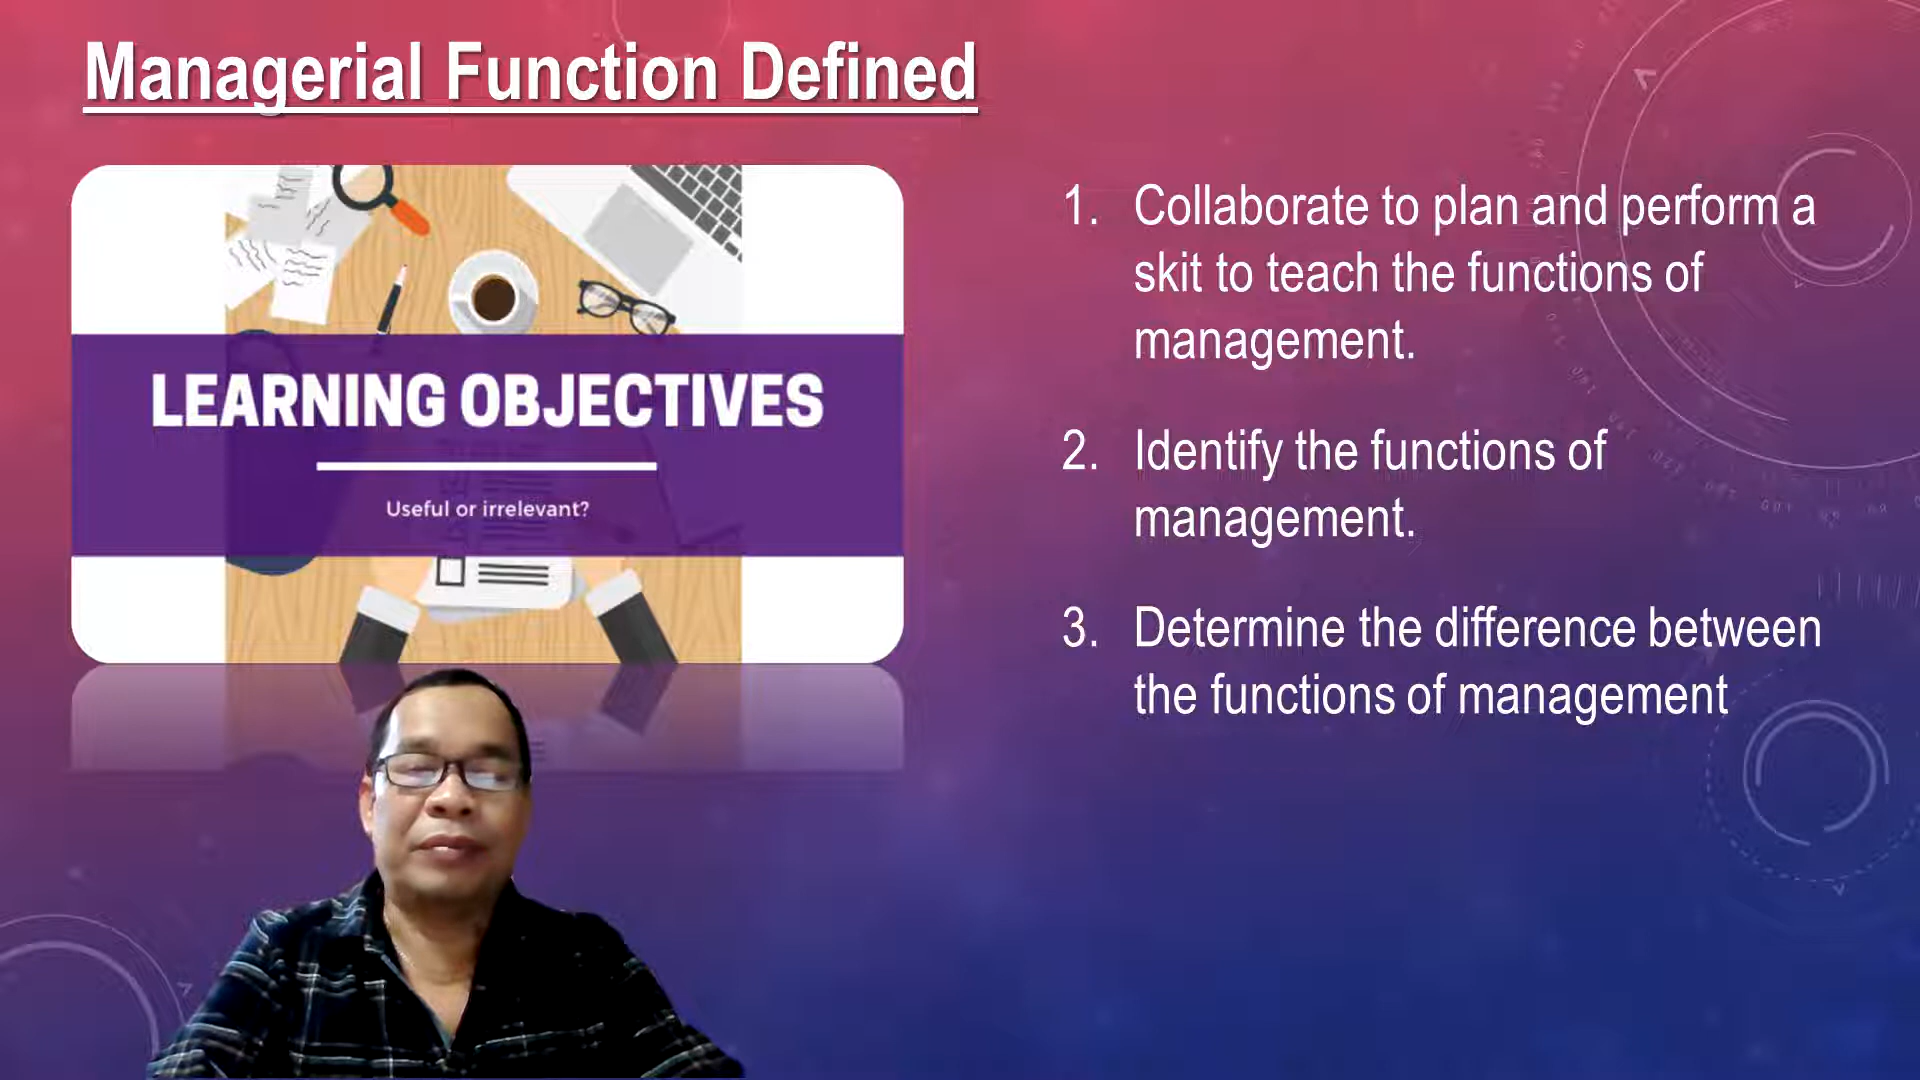 Managerial Function Defined
LEARNING OBJECTIVES
Useful or irrelevant?
1. Collaborate to plan and perform a
skit to teach the functions of
management.
2. Identify the functions of
management.
3. Determine the difference between
the functions of management